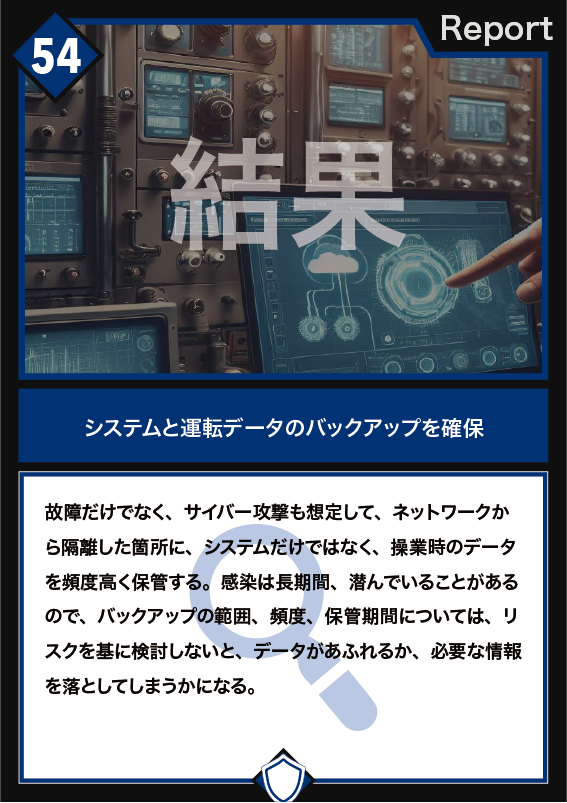 Report
54
結果
システムと運転データのバックアップを確保
故障だけでなく、サイバー攻撃も想定して、ネットワークか
ら隔離した箇所に、システムだけではなく、操業時のデータ
を頻度高く保管する。感染は長期間、潜んでいることがある
ので、バックアップの範囲、頻度、保管期間については、リ
スクを基に検討しないと、データがあふれるか、必要な情報
を落としてしまうかになる。